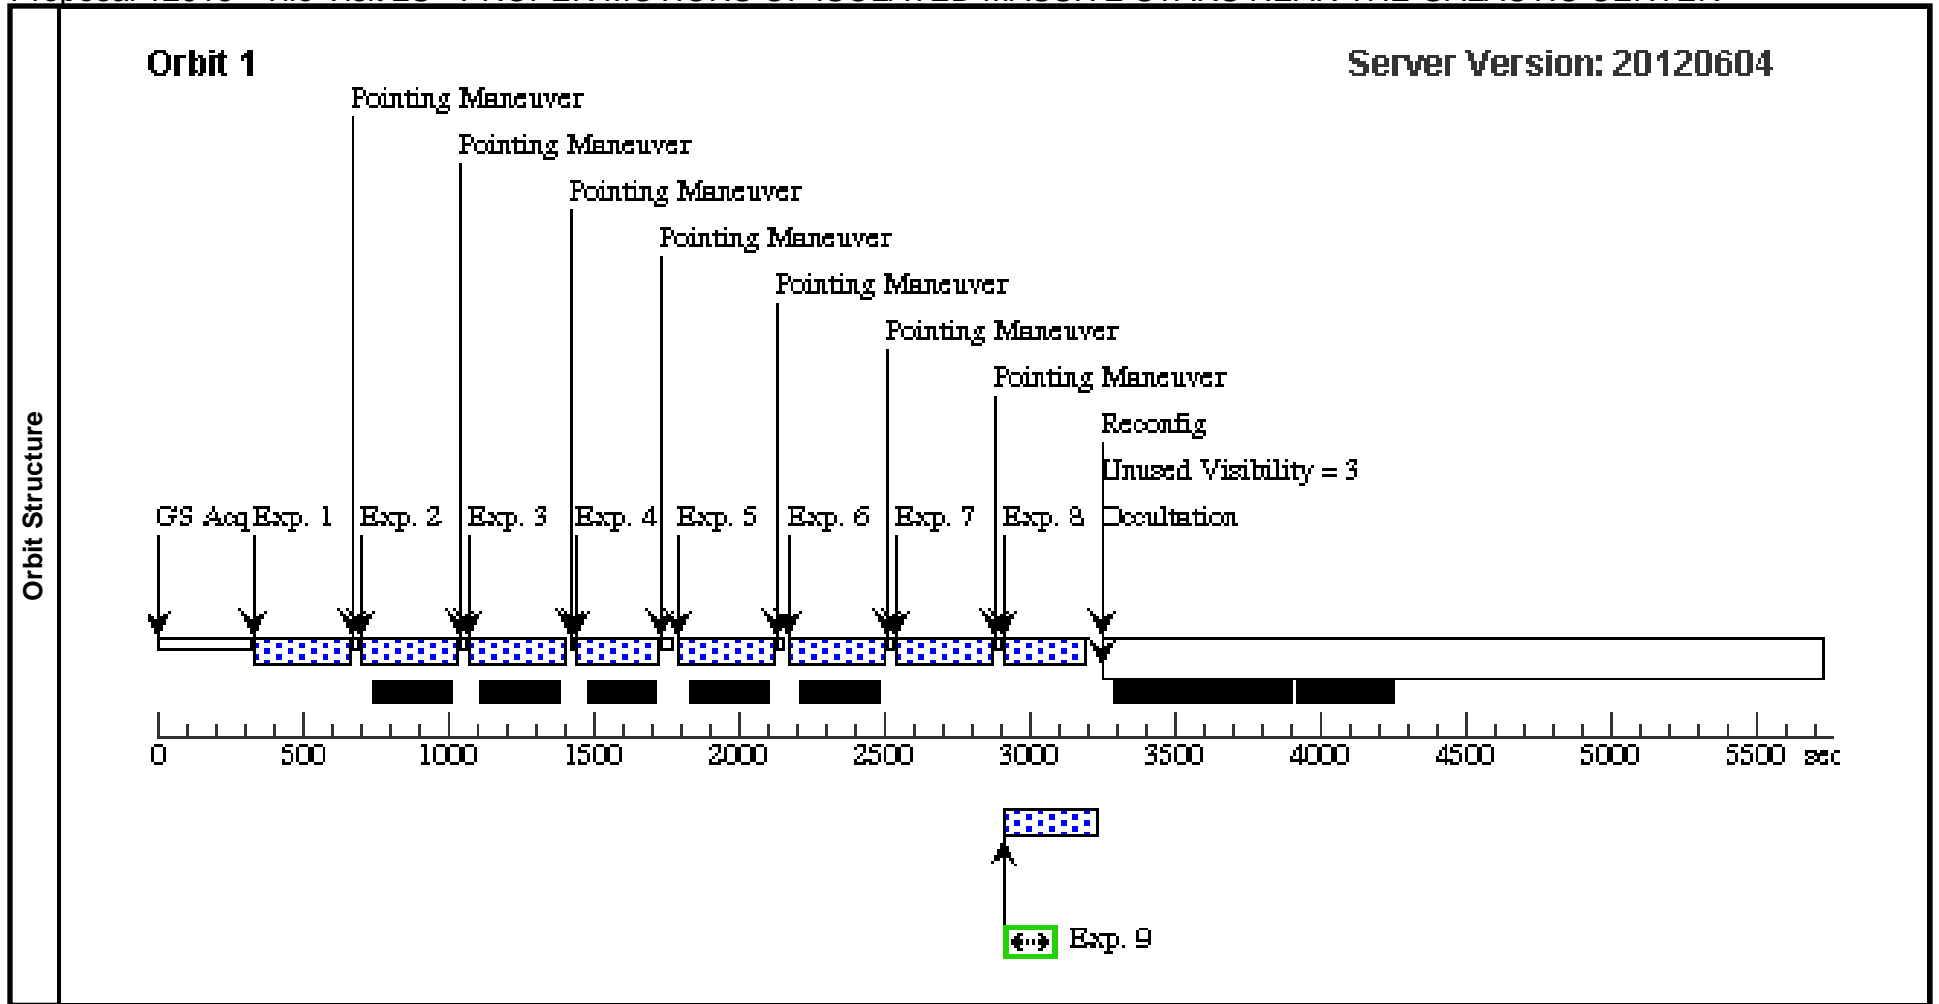 Orbit 1 Server Version: 20120604
Pointing Maneuver
Pointing Maneuver
Pointing Maneuver
Pointing Maneuver
Pointing Maneuver
Pointing Maneuver
Pointing Maneuver
Reconfig
Unused Visibility = 3
GS Acq Exp. 1 Exp. 2 Exp. 3 Exp. 4 Exp. 5 Exp. 6 Exp. 7 Exp. 8 Occultation
Orbit Structure
0 500 1000 1500 2000 2500 3000 3500 4000 4500 5000 5500 sec
Exp. 9